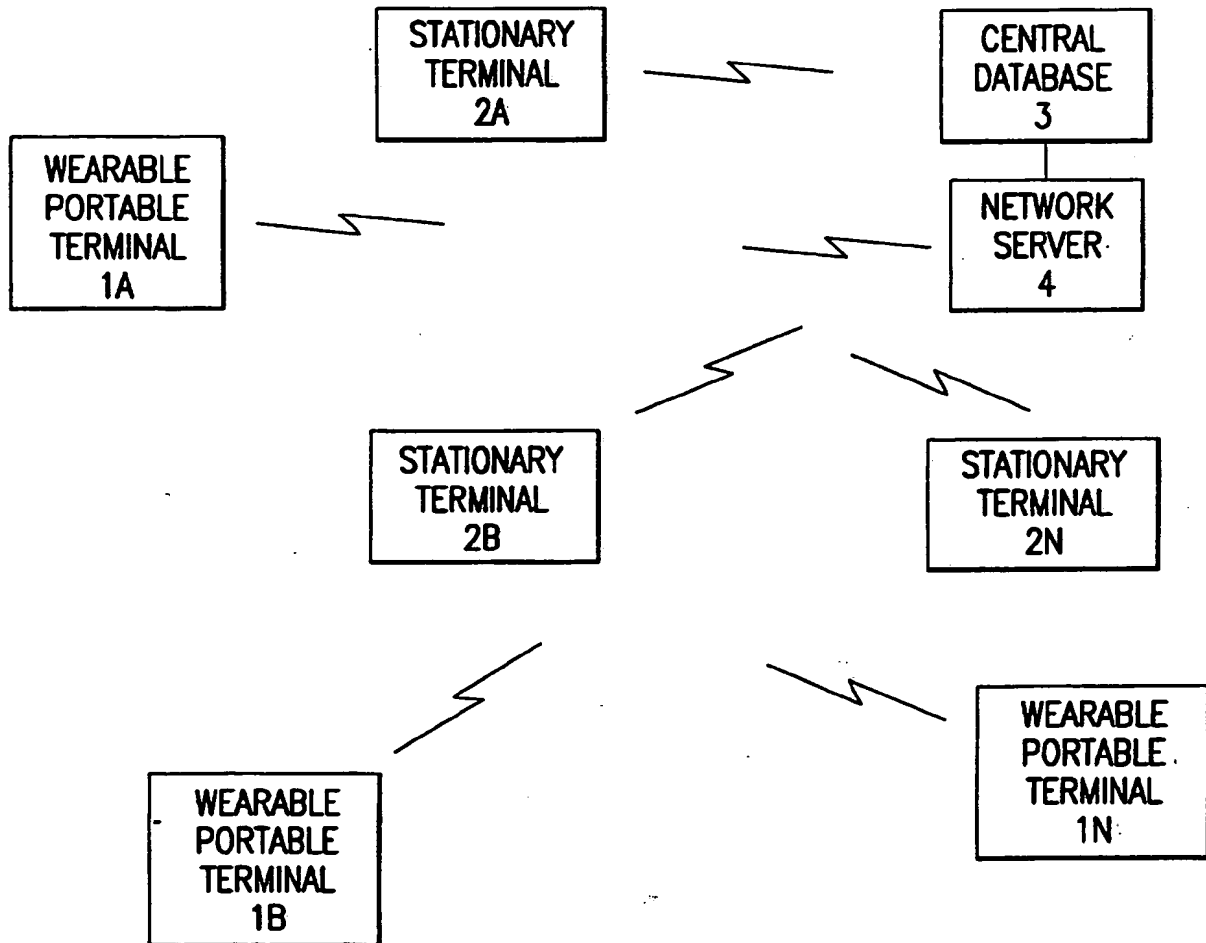 STATIONARY
TERMINAL
2A
CENTRAL
DATABASE
3
WEARABLE
PORTABLE
TERMINAL
1A
NETWORK
SERVER
4
STATIONARY
TERMINAL
2B
STATIONARY
TERMINAL
2N
WEARABLE
PORTABLE
TERMINAL
1N
WEARABLE
PORTABLE
TERMINAL
1B